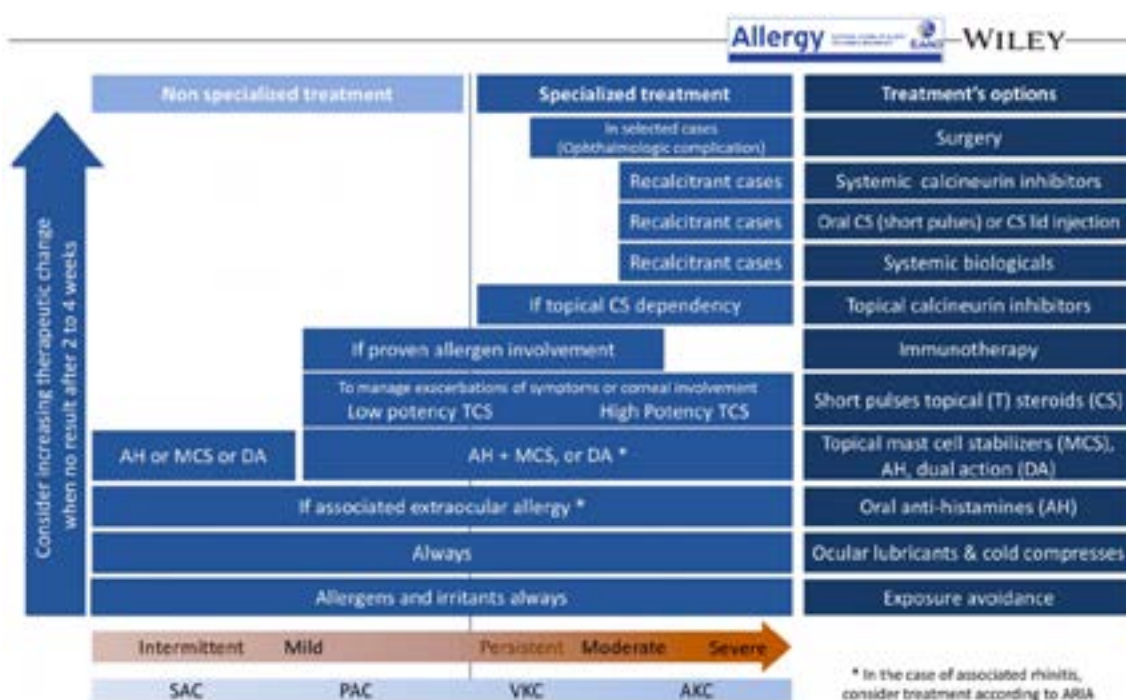 Allergy
EAACI
WILEY
Non specialized treatment
Specialized treatment
Treatment's options
In selected cases
(Ophthalmologic complication)
Surgery
Recalcitrant cases
Systemic calcineurin inhibitors
Recalcitrant cases
Oral CS (short pulses) or CS lid injection
Recalcitrant cases
Systemic biologicals
If topical CS dependency
Topical calcineurin inhibitors
If proven allergen involvement
Immunotherapy
To manage exacerbations of symptoms or corneal involvement
Low potency TCS
High Potency TCS
Short pulses topical (T) steroids (CS)
AH or MCS or DA
AH + MCS, or DA *
Topical mast cell stabilizers (MCS),
AH, dual action (DA)
If associated extraocular allergy *
Oral anti-histamines (AH)
Always
Ocular lubricants & cold compresses
Allergens and irritants always
Exposure avoidance
Consider increasing therapeutic change
when no result after 2 to 4 weeks
Intermittent
Mild
Persistent
Moderate
Severe
SAC
PAC
VKC
AKC
* In the case of associated rhinitis,
consider treatment according to ARIA